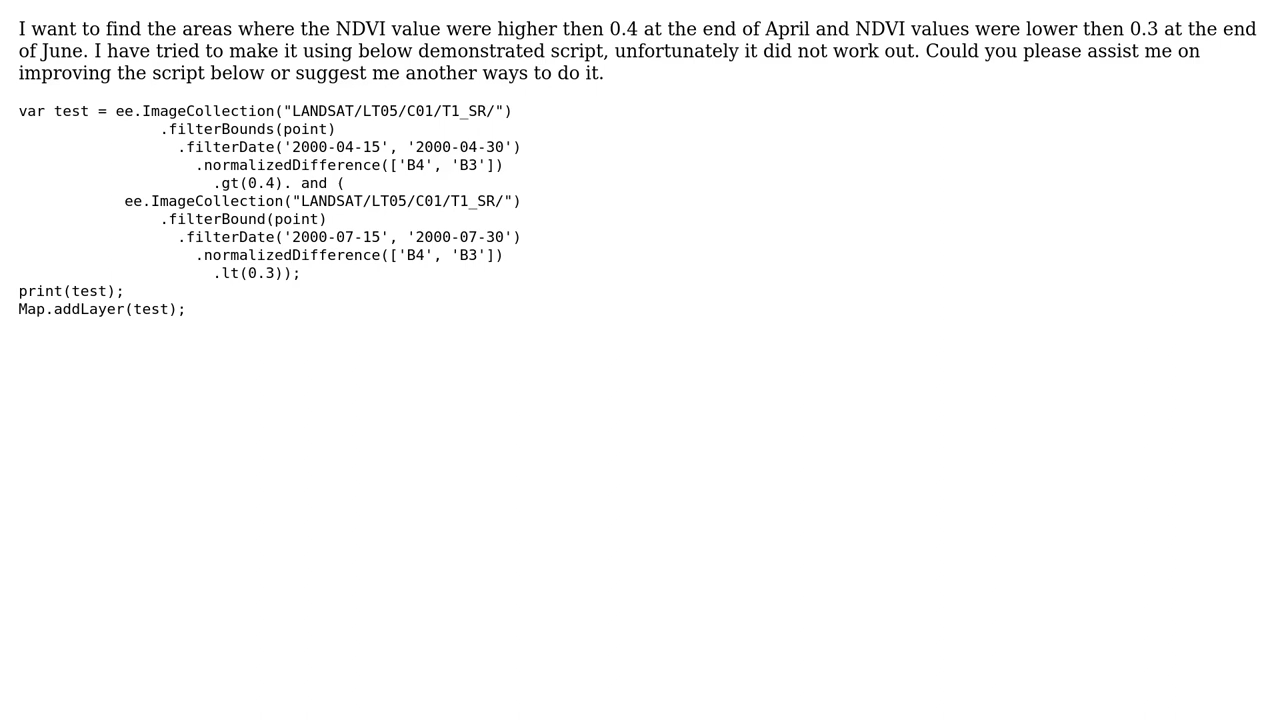 I want to find the areas where the NDVI value were higher then 0.4 at the end of April and NDVI values were lower then 0.3 at the end
of June. I have tried to make it using below demonstrated script, unfortunately it did not work out. Could you please assist me on
improving the script below or suggest me another ways to do it.
var test = ee.ImageCollection("LANDSAT/LT05/C01/T1_SR/")
.filterBounds(point)
.filterDate('2000-04-15', '2000-04-30')
.normalizedDifference(['B4', 'B3'])
.gt(0.4). and (
ee.ImageCollection("LANDSAT/LT05/C01/T1_SR/")
.filterBound(point)
.filterDate('2000-07-15', '2000-07-30')
.normalizedDifference(['B4', 'B3'])
.lt(0.3));
print(test);
Map.addLayer(test);